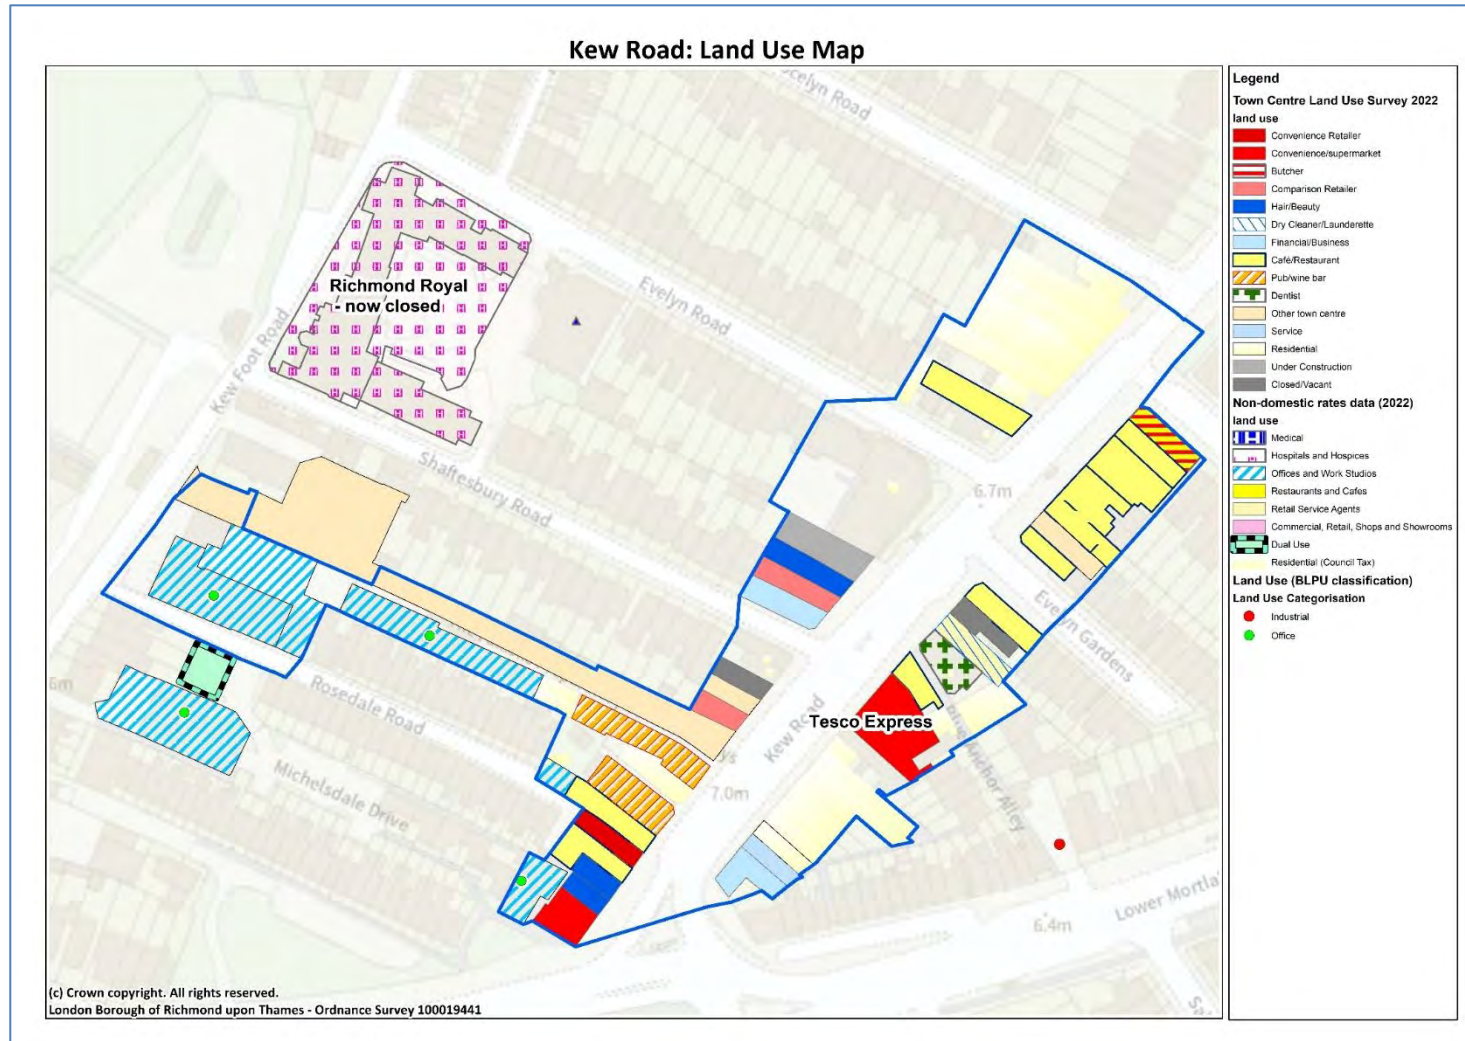 Kew Road: Land Use Map
Jocelyn Road
Evelyn Road
Richmond Royal
- now closed
Kew Foot Road
Shaftesbury Road
6.7m
Evelyn Gardens
Rosedale Road
Kew Road
Tesco Express
Blue Anchor Alley
Michelsdale Drive
7.0m
6.4m
Lower Mortla
(c) Crown copyright. All rights reserved.
London Borough of Richmond upon Thames - Ordnance Survey 100019441
Legend
Town Centre Land Use Survey 2022
land use
Convenience Retailer
Convenience/supermarket
Butcher
Comparison Retailer
Hair/Beauty
Dry Cleaner/Launderette
Financial/Business
Café/Restaurant
Pub/wine bar
Dentist
Other town centre
Service
Residential
Under Construction
Closed/Vacant
Non-domestic rates data (2022)
land use
Medical
Hospitals and Hospices
Offices and Work Studios
Restaurants and Cafes
Retail Service Agents
Commercial, Retail, Shops and Showrooms
Dual Use
Residential (Council Tax)
Land Use (BLPU classification)
Land Use Categorisation
Industrial
Office